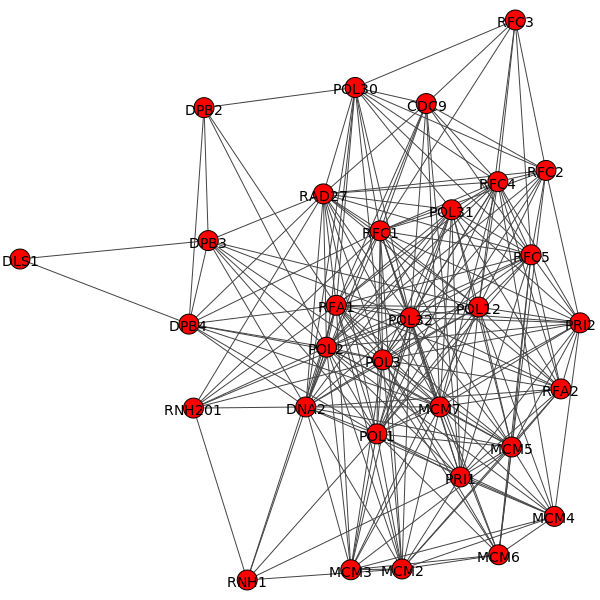 RFC3
POL30
CDC9
DPB2
RFC2
RFC4
RAD27
POL31
RFC1
DPB3
RFC5
DLS1
RFA1
POL12
POL32
PRI2
DPB4
POL2
POL3
RFA2
RNH201
DNA2
MCM7
POL1
MCM5
PRI1
MCM4
MCM6
MCM3
MCM2
RNH1